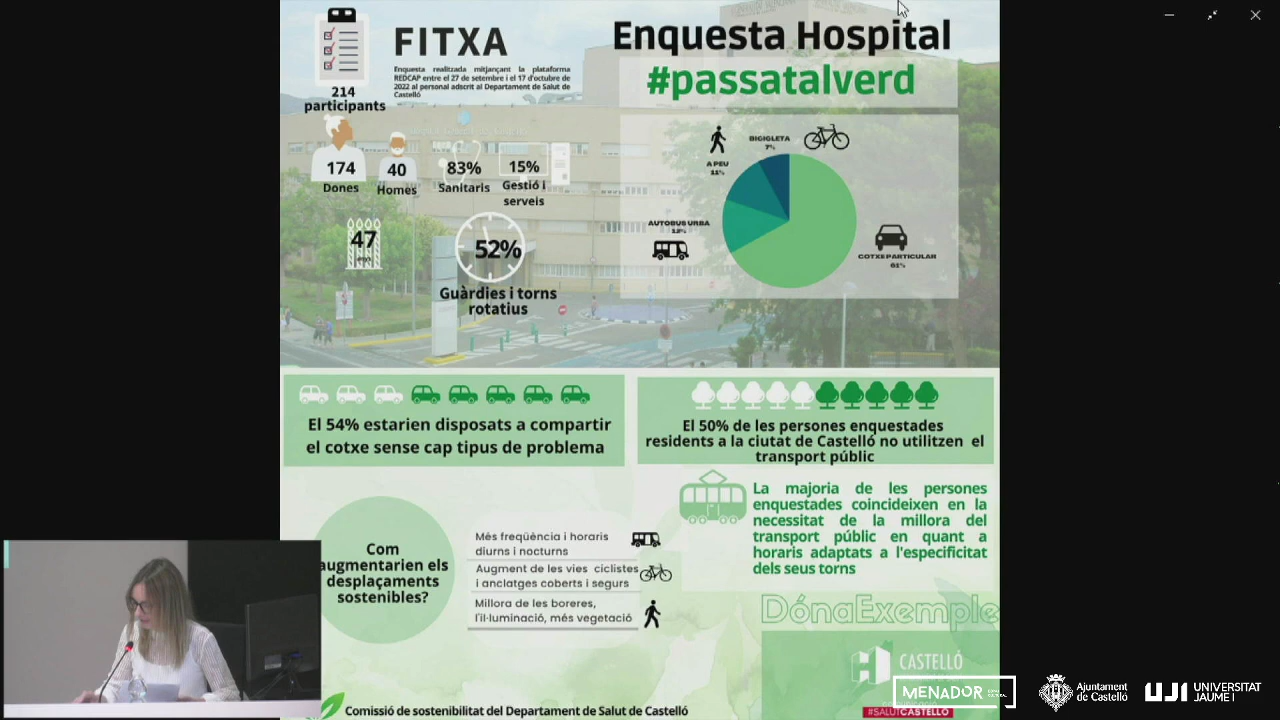 FITXA
Enquesta realitzada mitjançant la plataforma
REDCAP entre el 27 de setembre i el 17 d'octubre de
2022 al personal adscrit al Departament de Salut de
Castelló
214
participants
174
Dones
40
Homes
83%
Sanitaris
15%
Gestió i
serveis
47
52%
Guàrdies i torns
rotatius
Enquesta Hospital
#passatalverd
BICICLETA
7%
A PEU
11%
AUTOBUS URBA
COTXE PARTICULAR
El 54% estarien disposats a compartir
el cotxe sense cap tipus de problema
El 50% de les persones enquestades
residents a la ciutat de Castelló no utilitzen el
transport públic
La majoria de les persones
enquestades coincideixen en la
necessitat de la millora del
transport públic en quant a
horaris adaptats a l'especificitat
dels seus torns
Com
augmentarien els
desplaçaments
sostenibles?
Més freqüència i horaris
diurns i nocturns
Augment de les vies ciclistes
i anclatges coberts i segurs
Millora de les boreres,
l'il·luminació, més vegetació
DónaExemple
CASTELLÓ
#SALUTCASTELLÓ
Comissió de sostenibilitat del Departament de Salut de Castelló
MENADOR
Ajuntament
de Castelló
UJI UNIVERSITAT
JAUME I